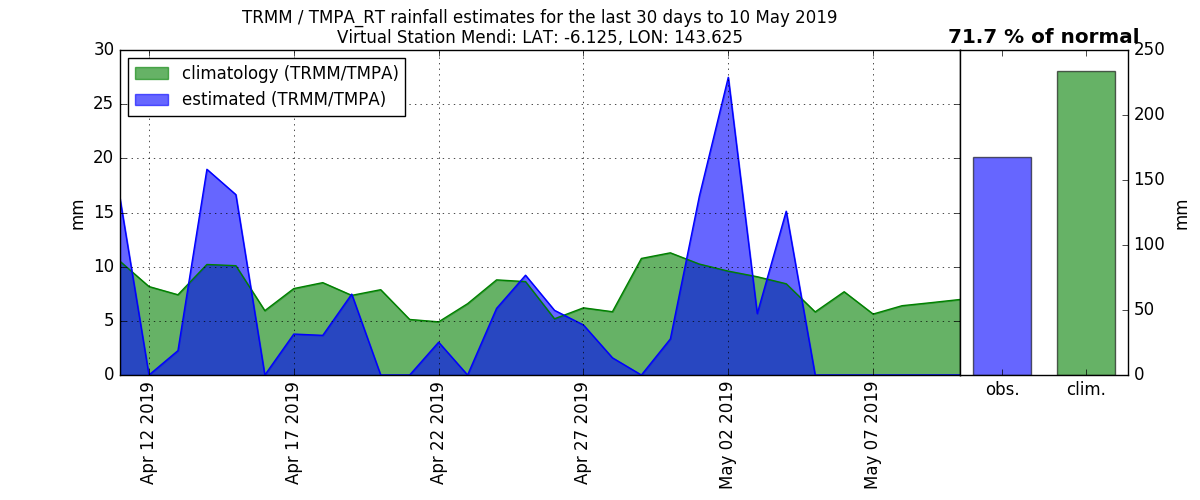 TRMM / TMPA_RT rainfall estimates for the last 30 days to 10 May 2019
Virtual Station Mendi: LAT: -6.125, LON: 143.625
71.7 % of normal
climatology (TRMM/TMPA)
estimated (TRMM/TMPA)
30
25
20
15
10
5
0
mm
Apr 12 2019
Apr 17 2019
Apr 22 2019
Apr 27 2019
May 02 2019
May 07 2019
obs.
clim.
250
200
150
100
50
0
mm